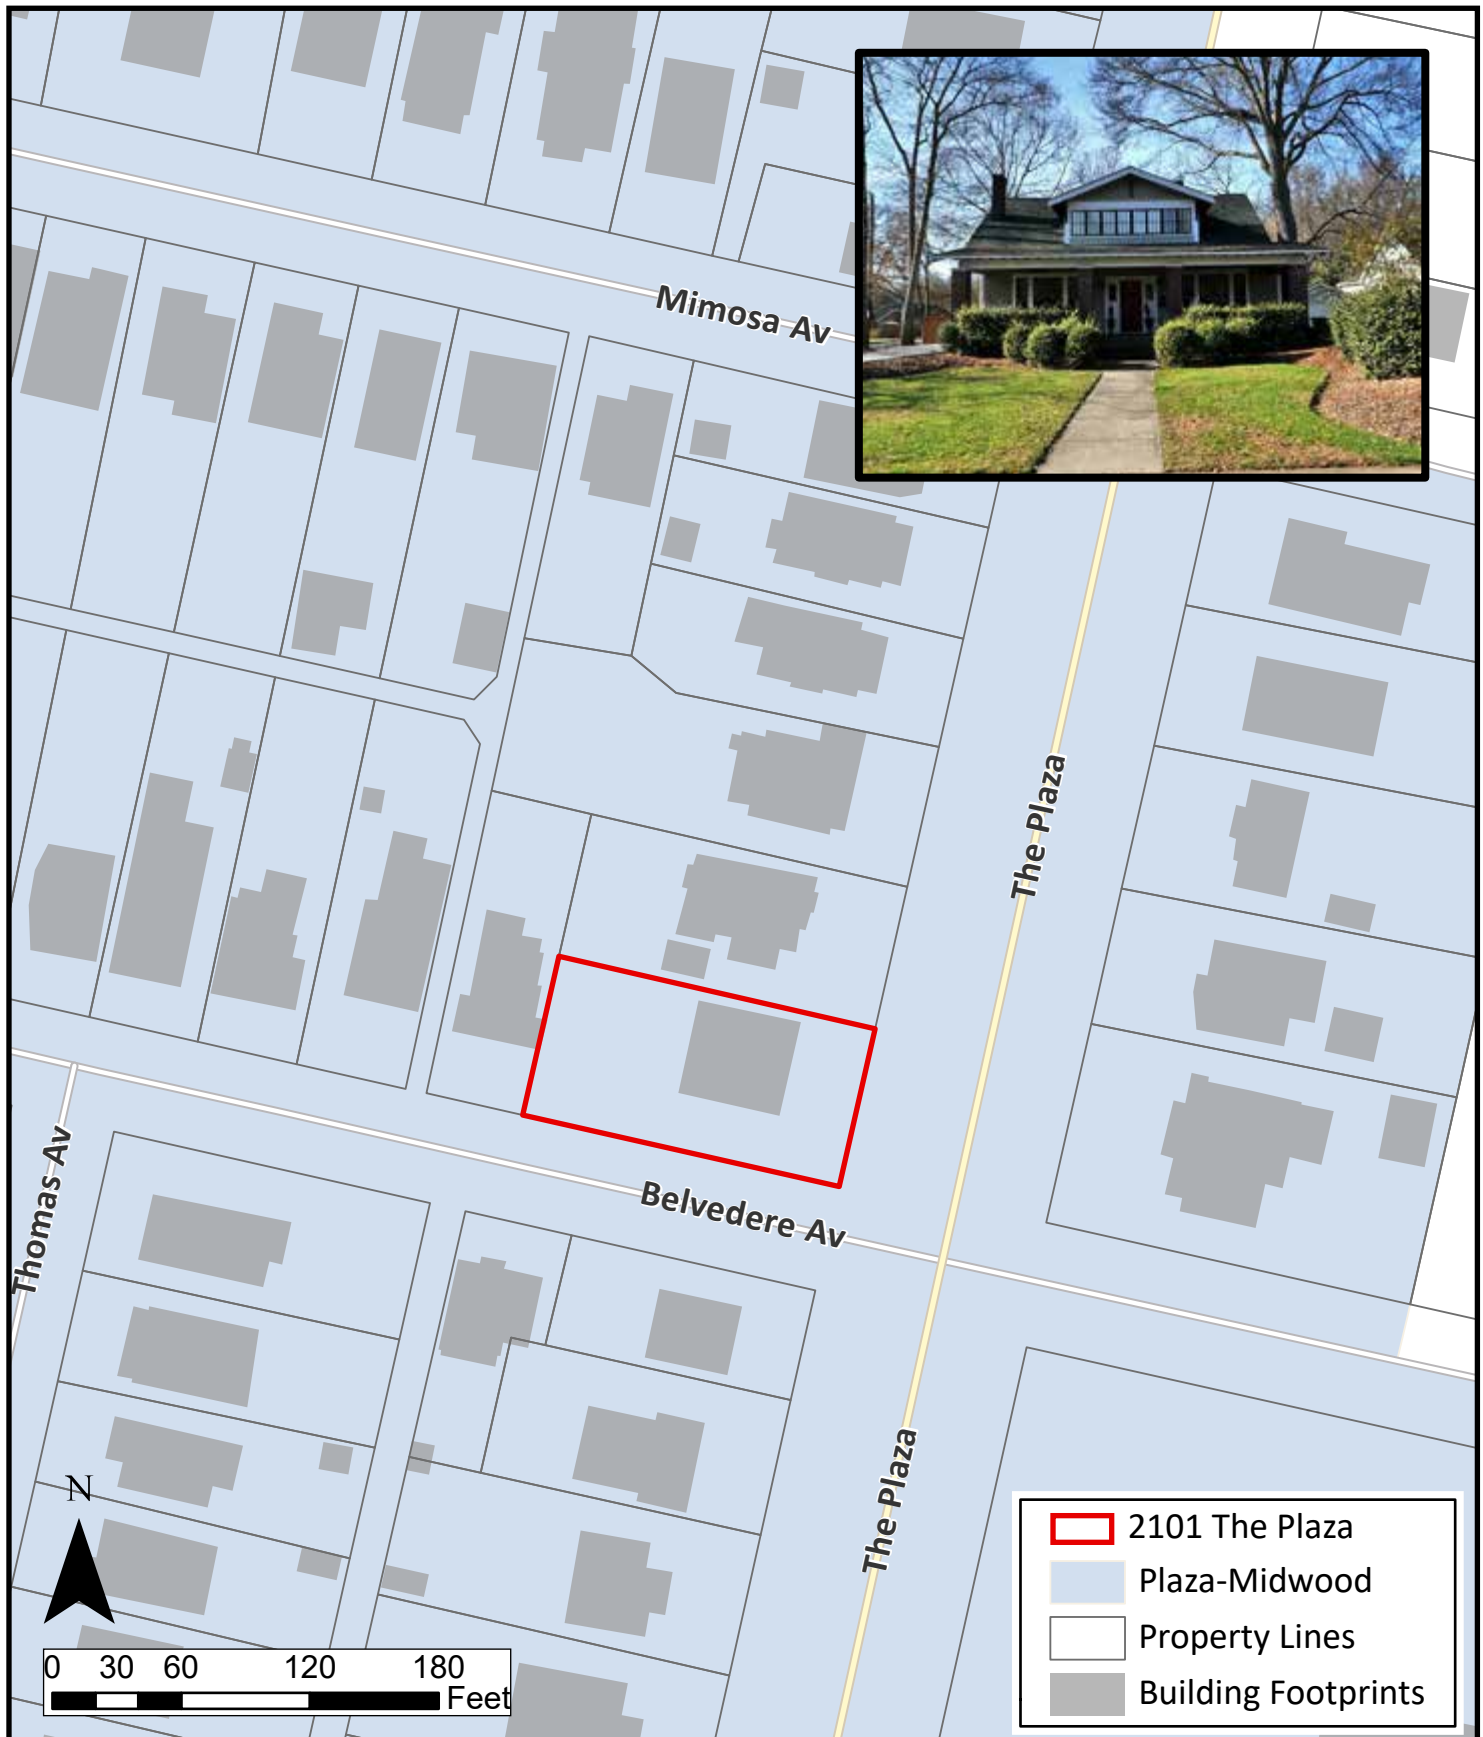 Mimosa Av
The Plaza
Thomas Av
Belvedere Av
The Plaza
N
0 30 60 120 180
Feet
2101 The Plaza
Plaza-Midwood
Property Lines
Building Footprints